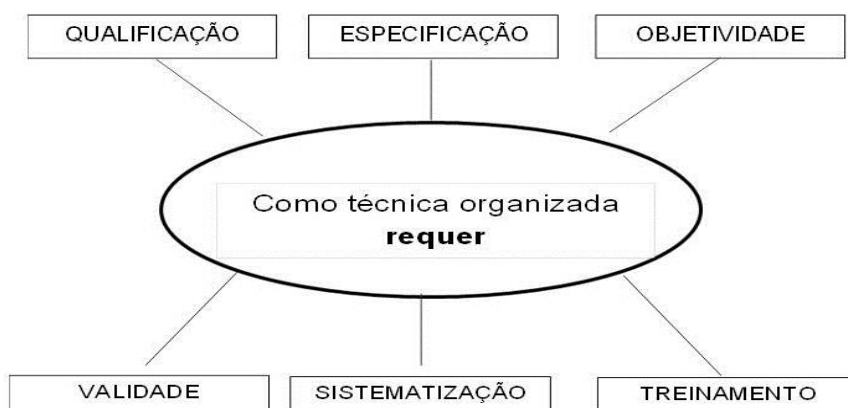 QUALIFICAÇÃO
ESPECIFICAÇÃO
OBJETIVIDADE
Como técnica organizada
requer
VALIDADE
SISTEMATIZAÇÃO
TREINAMENTO